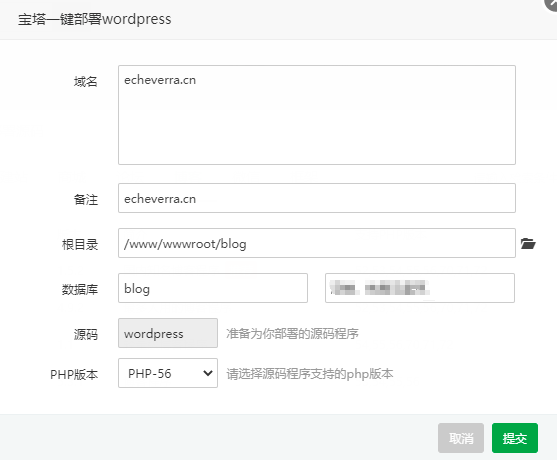 宝塔一键部署wordpress
域名 echeverra.cn
备注 echeverra.cn
根目录 /www/wwwroot/blog
数据库 blog
源码 wordpress 准备为你部署的源码程序
PHP版本 PHP-56 请选择源码程序支持的php版本
取消 提交